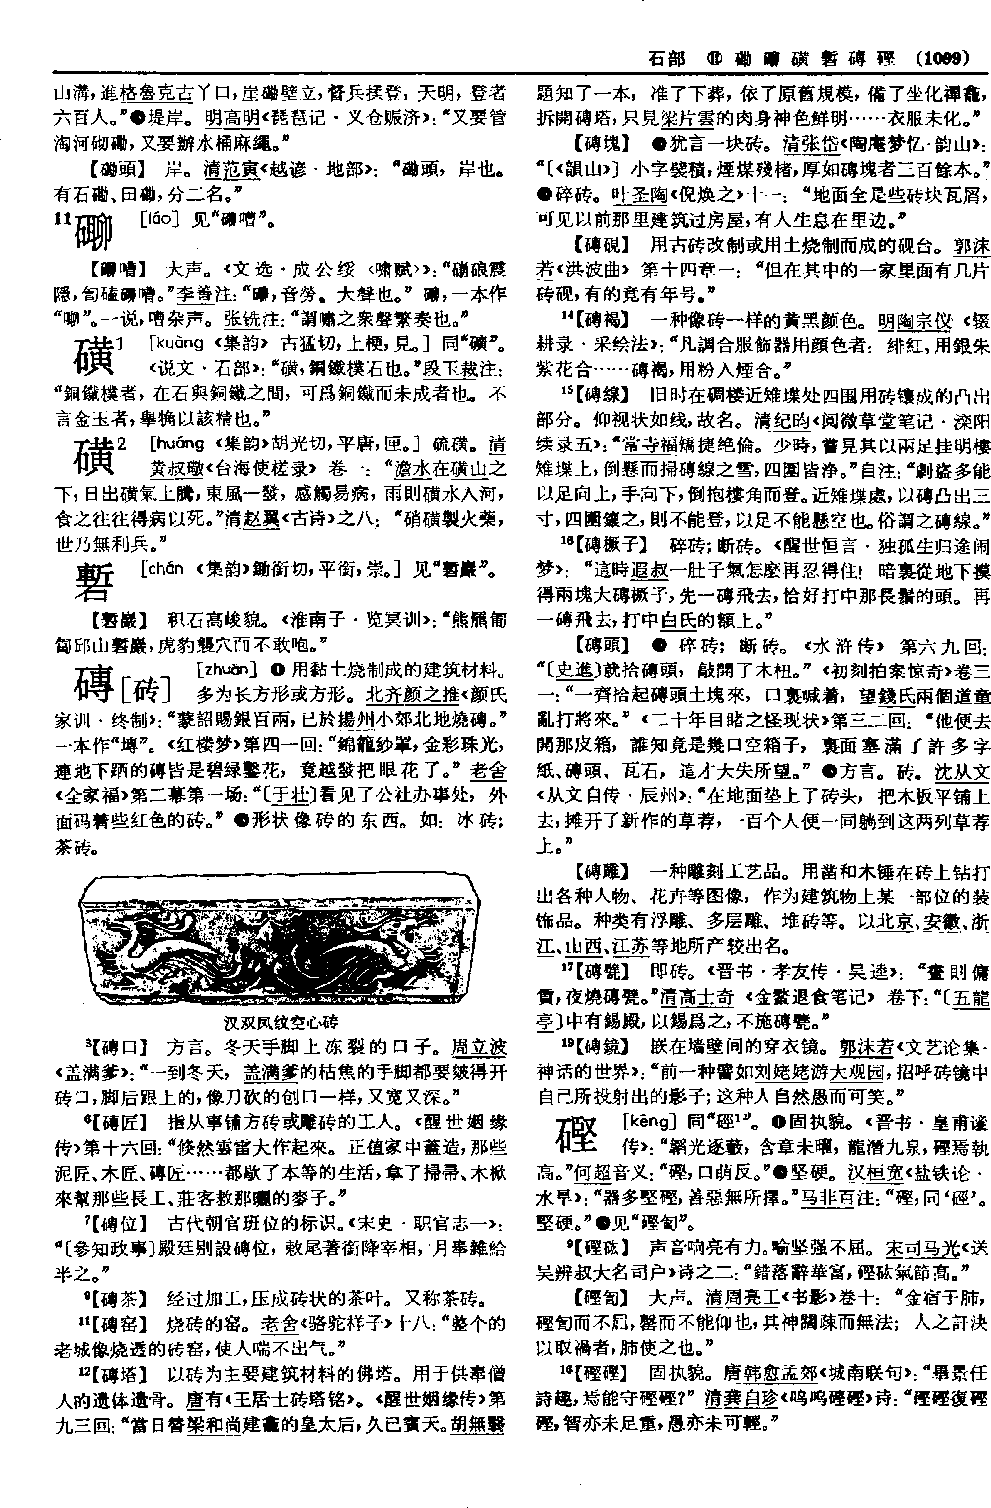 石部 ⑪ 磡 磟 磺 磛 磚 硜 (1099)
山溝，進格魯克古丫口，崖磡壁立，督兵揉登，天明，登者
六百人。”❷堤岸。明高明《琵琶记·义仓赈济》：“又要管
淘河砌磡，又要辦水桶麻繩。”
【磡頭】 岸。清范寅《越谚·地部》：“磡頭，岸也。
有石磡、田磡，分二名。”
[láo] 见“磱嘈”。
【磱嘈】 大声。《文选·成公绥〈啸赋〉》：“硠硠震
隱，訇磕磱嘈。”李善注：“磱，音勞。大聲也。”磱，一本作
“嘮”。一说，嘈杂声。张铣注：“謂嘯之衆聲繁奏也。”
磺1 [kuàng 《集韵》古猛切，上梗，見。] 同“礦”。
《说文·石部》：“磺，銅鐵樸石也。”段玉裁注：
“銅鐵樸者，在石與銅鐵之間，可爲銅鐵而未成者也。不
言金玉者，舉桷以該精也。”
磺2 [huáng 《集韵》胡光切，平唐，匣。] 硫磺。清
黄叔璥《台海使槎录》卷一：“澹水在磺山之
下，日出磺氣上騰，東風一發，感觸易病，雨則磺水入河，
食之往往得病以死。”清赵翼《古诗》之八：“硝磺製火藥，
世乃無利兵。”
磛 [chán 《集韵》鋤銜切，平銜，崇。] 见“磛巖”。
【磛巖】 积石高峻貌。《淮南子·览冥训》：“熊羆匍
匐邱山磛巖，虎豹襲穴而不敢咆。”
磚[砖] [zhuān] ❶用黏土烧制成的建筑材料。
多为长方形或方形。北齐颜之推《颜氏
家训·终制》：“蒙詔賜銀百兩，已於揚州小郊北地燒磚。”
一本作“塼”。《红楼梦》第四一回：“錦籠紗罩，金彩珠光，
連地下跴的磚皆是碧綠鑿花，竟越發把眼花了。”老舍
《全家福》第二幕第一场：“〔于壮〕看见了公社办事处，外
面码着些红色的砖。”❷形状像砖的东西。如：冰砖；
茶砖。
汉双凤纹空心砖
5【磚口】 方言。冬天手脚上冻裂的口子。周立波
《盖满爹》：“一到冬天，盖满爹的枯焦的手脚都要皴得开
砖口，脚后跟上的，像刀砍的创口一样，又宽又深。”
6【磚匠】 指从事铺方砖或雕砖的工人。《醒世姻缘
传》第十六回：“倏然雲雷大作起來。正值家中蓋造，那些
泥匠、木匠、磚匠……都歇了本等的生活，拿了掃帚、木杴
來幫那些長工、莊客救那曬的麥子。”
7【磚位】 古代朝官班位的标识。《宋史·职官志一》：
“〔參知政事〕殿廷别設磚位，敕尾著銜降宰相，月奉雜給
半之。”
9【磚茶】 经过加工，压成砖状的茶叶。又称茶砖。
11【磚窑】 烧砖的窑。老舍《骆驼祥子》十八：“整个的
老城像烧透的砖窑，使人喘不出气。”
12【磚塔】 以砖为主要建筑材料的佛塔。用于供奉僧
人的遗体遗骨。唐有《王居士砖塔铭》。《醒世姻缘传》第
九三回：“當日替梁和尚建龕的皇太后，久已賓天。胡無翳
題知了一本，准了下葬，依了原舊規模，備了坐化禪龕，
拆開磚塔，只見梁片雲的肉身神色鮮明……衣服未化。”
【磚塊】 ❶犹言一块砖。清张岱《陶庵梦忆·韵山》：
“〔《韻山》〕小字襞積，煙煤殘楮，厚如磚塊者三百餘本。”
❷碎砖。叶圣陶《倪焕之》十一：“地面全是些砖块瓦屑，
可见以前那里建筑过房屋，有人生息在里边。”
【磚硯】 用古砖改制或用土烧制而成的砚台。郭沫
若《洪波曲》第十四章一：“但在其中的一家里面有几片
砖砚，有的竟有年号。”
14【磚褐】 一种像砖一样的黄黑颜色。明陶宗仪《辍
耕录·采绘法》：“凡調合服飾器用顔色者：緋紅，用銀朱
紫花合……磚褐，用粉入煙合。”
15【磚線】 旧时在碉楼近雉堞处四围用砖镶成的凸出
部分。仰视状如线，故名。清纪昀《阅微草堂笔记·滦阳
续录五》：“常寺福矯捷绝倫。少時，嘗見其以兩足挂明樓
雉堞上，倒懸而掃磚線之雪，四圍皆净。”自注：“劇盜多能
以足向上，手向下，倒抱樓角而登。近雉堞處，以磚凸出三
寸，四圍鑲之，則不能登，以足不能懸空也。俗謂之磚線。”
16【磚橛子】 碎砖；断砖。《醒世恒言·独孤生归途闹
梦》：“這時遐叔一肚子氣怎麽再忍得住！暗裏從地下摸
得兩塊大磚橛子，先一磚飛去，恰好打中那長鬚的頭。再
一磚飛去，打中白氏的額上。”
【磚頭】 ❶碎砖；断砖。《水浒传》第六九回：
“〔史進〕就拾磚頭，敲開了木杻。”《初刻拍案惊奇》卷三
一：“一齊拾起磚頭土塊來，口裏喊着，望錢氏兩個道童
亂打將來。”《二十年目睹之怪现状》第三二回：“他便去
開那皮箱，誰知竟是幾口空箱子，裏面塞滿了許多字
紙、磚頭、瓦石，這才大失所望。”❷方言。砖。沈从文
《从文自传·辰州》：“在地面垫上了砖头，把木板平铺上
去，摊开了新作的草荐，一百个人便一同躺到这两列草荐
上。”
【磚雕】 一种雕刻工艺品。用凿和木锤在砖上钻打
出各种人物、花卉等图像，作为建筑物上某一部位的装
饰品。种类有浮雕、多层雕、堆砖等。以北京、安徽、浙
江、山西、江苏等地所产较出名。
17【磚甓】 即砖。《晋书·孝友传·吴逵》：“晝則傭
賃，夜燒磚甓。”清高士奇《金鳌退食笔记》卷下：“〔五龍
亭〕中有錫殿，以錫爲之，不施磚甓。”
19【磚鏡】 嵌在墙壁间的穿衣镜。郭沫若《文艺论集·
神话的世界》：“前一种譬如刘姥姥游大观园，招呼砖镜中
自己所投射出的影子；这种人自然愚而可笑。”
[kēng] 同“硜1”。❶固执貌。《晋书·皇甫谧
传》：“韜光逐藪，含章未曜，龍潛九泉，䃘焉執
高。”何超音义：“䃘，口萌反。”❷坚硬。汉桓宽《盐铁论·
水旱》：“器多堅䃘，善惡無所擇。”马非百注：“䃘，同‘硜’。
堅硬。”❸见“䃘訇”。
9【䃘砿】 声音响亮有力。喻坚强不屈。宋司马光《送
吴辨叔大名司户》诗之二：“錯落辭華富，䃘砿氣節高。”
【䃘訇】 大声。清周亮工《书影》卷十：“金宿于肺，
䃘訇而不屈，罄而不能仰也，其神闊疎而無法；人之訂決
以取禍者，肺使之也。”
16【䃘䃘】 固执貌。唐韩愈孟郊《城南联句》：“畢景任
詩趣，焉能守䃘䃘？”清龚自珍《呜呜䃘䃘》诗：“䃘䃘復䃘
䃘，智亦未足重，愚亦未可輕。”